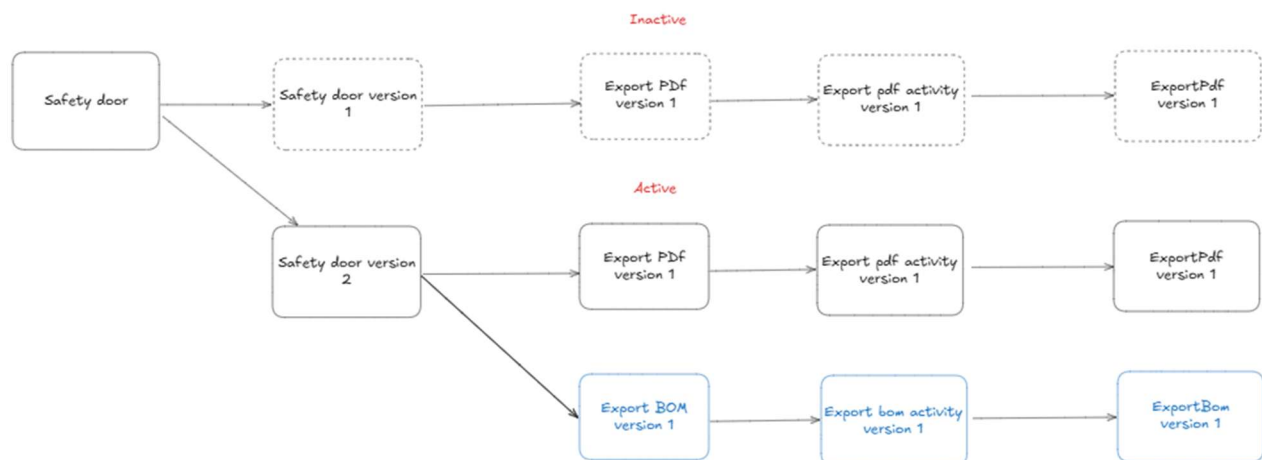 Inactive
Safety door
Safety door version
1
Export PDf
version 1
Export pdf activity
version 1
ExportPdf
version 1
Active
Safety door version
2
Export PDf
version 1
Export pdf activity
version 1
ExportPdf
version 1
Export BOM
version 1
Export bom activity
version 1
ExportBom
version 1